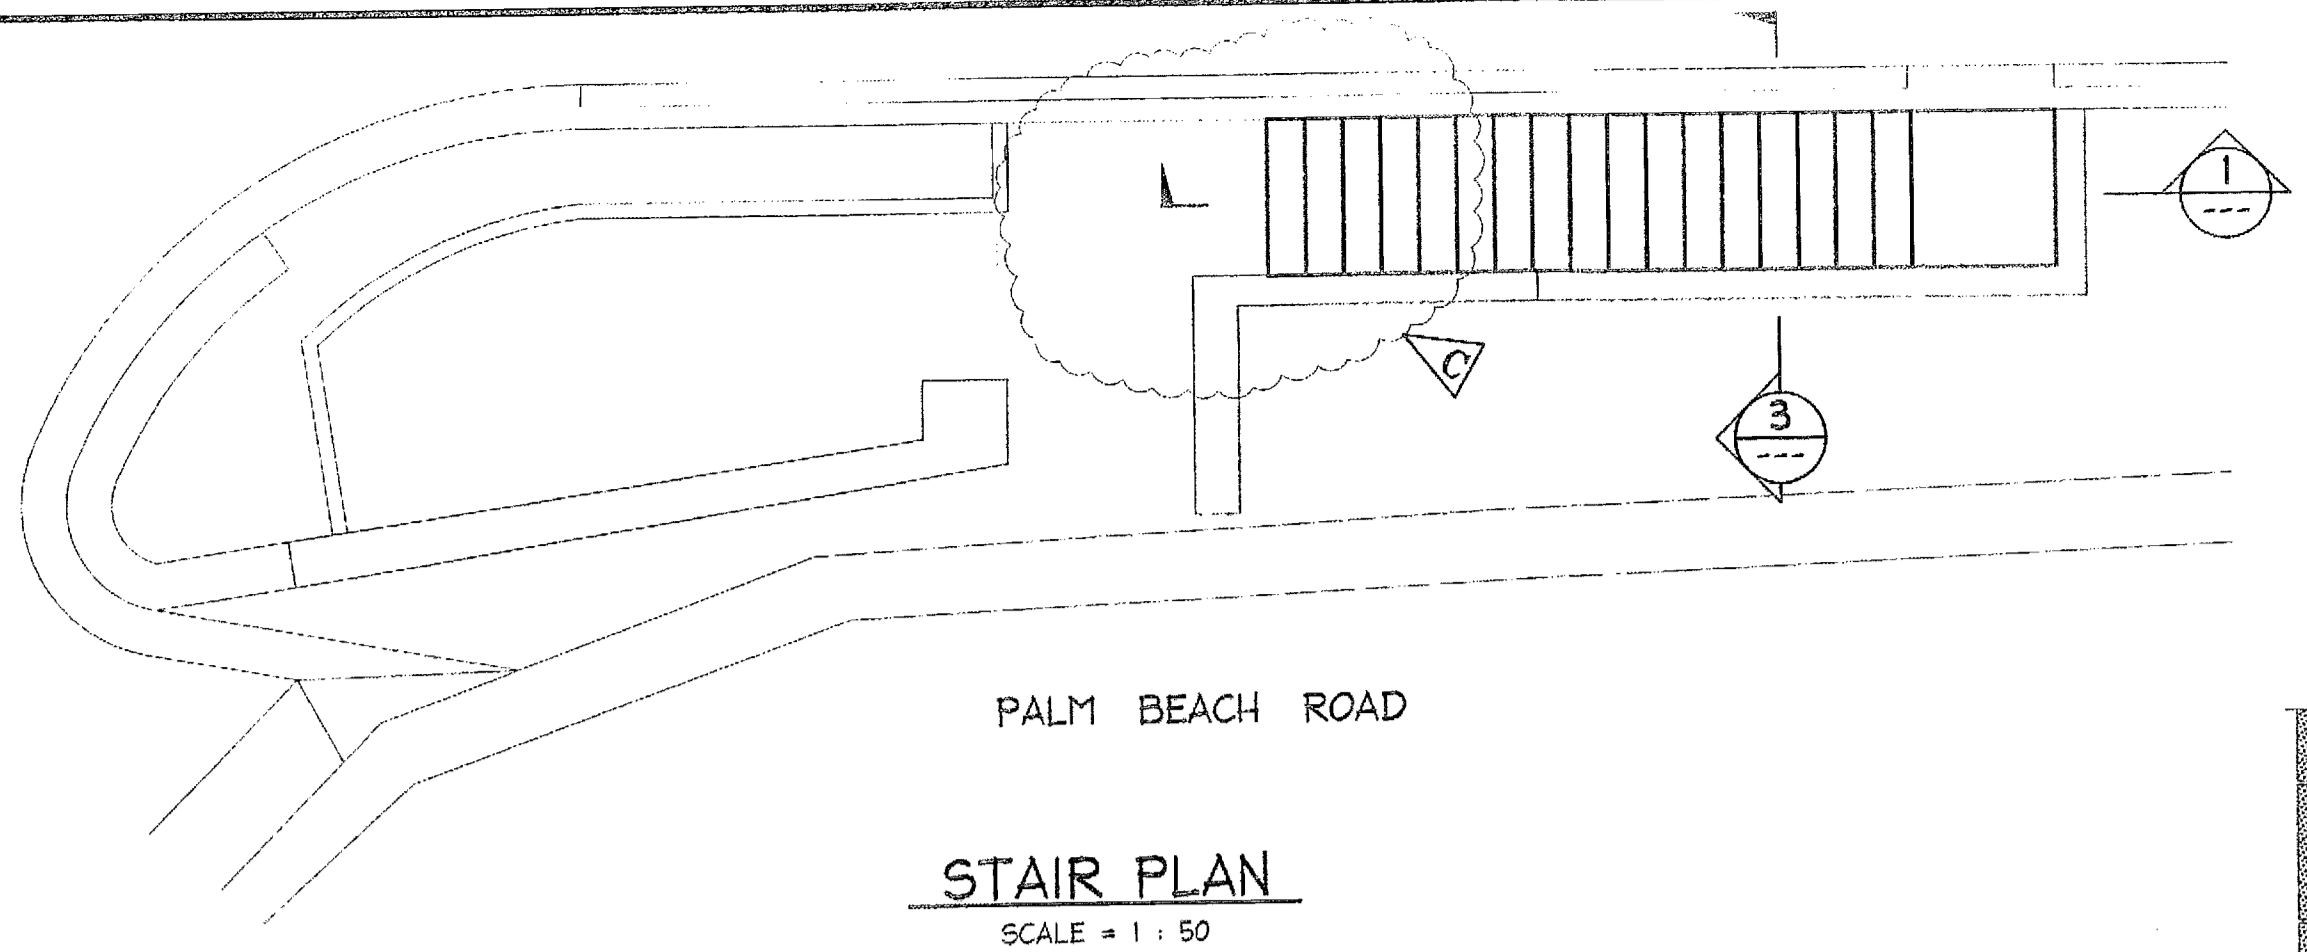 1
---
C
3
---
PALM BEACH ROAD
STAIR PLAN
SCALE = 1 : 50